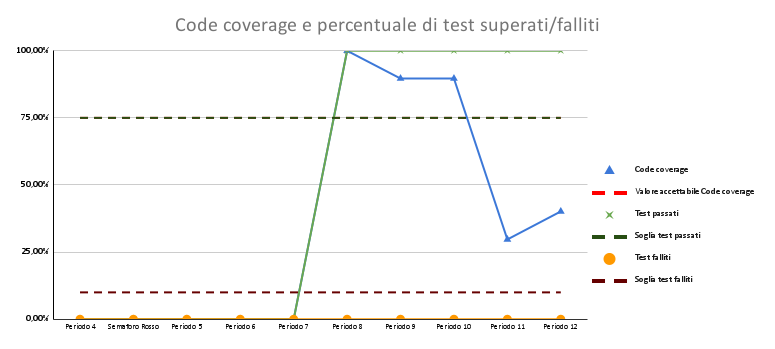 Code coverage e percentuale di test superati/falliti
100,00%
75,00%
50,00%
25,00%
0,00%
Periodo 4 Semaforo Rosso Periodo 5 Periodo 6 Periodo 7 Periodo 8 Periodo 9 Periodo 10 Periodo 11 Periodo 12
Code coverage
Valore accettabile Code coverage
Test passati
Soglia test passati
Test falliti
Soglia test falliti